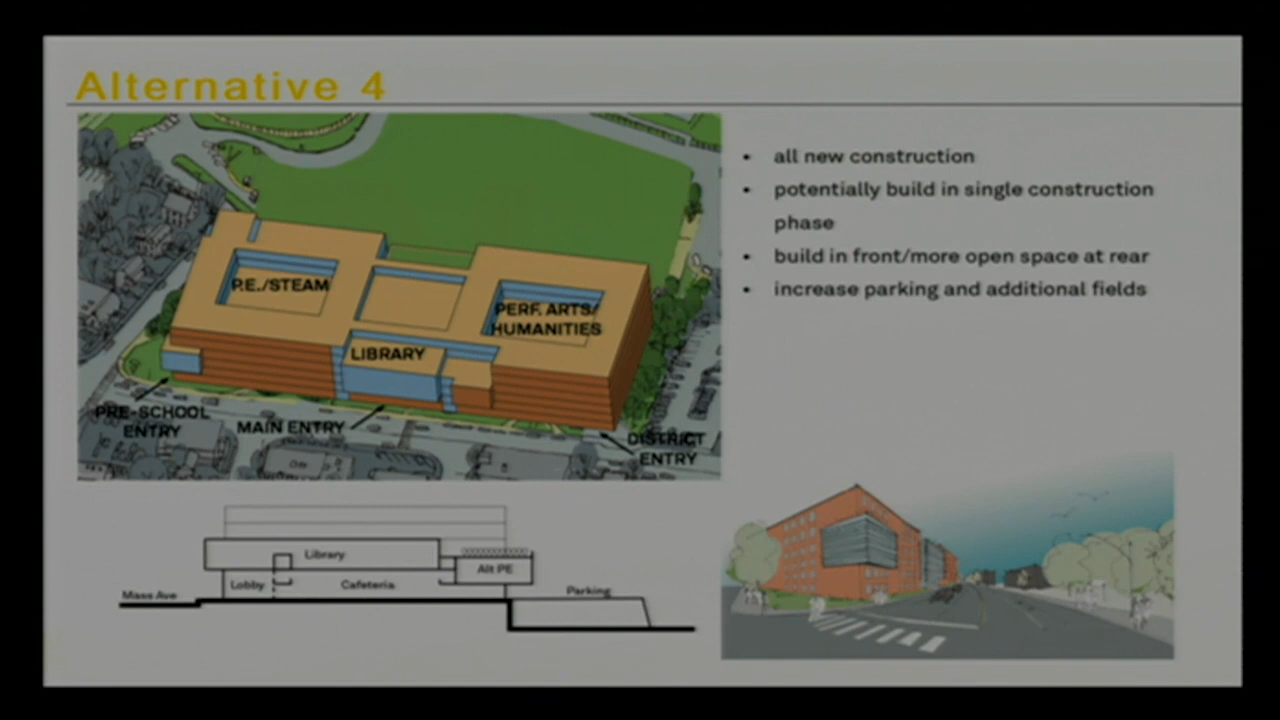 Alternative 4
P.E./STEAM
PERF. ARTS/
HUMANITIES
LIBRARY
PRE-SCHOOL
ENTRY
MAIN ENTRY
DISTRICT
ENTRY
• all new construction
• potentially build in single construction
phase
• build in front/more open space at rear
• increase parking and additional fields
Library
Alt PE
Lobby
Cafeteria
Mass Ave
Parking